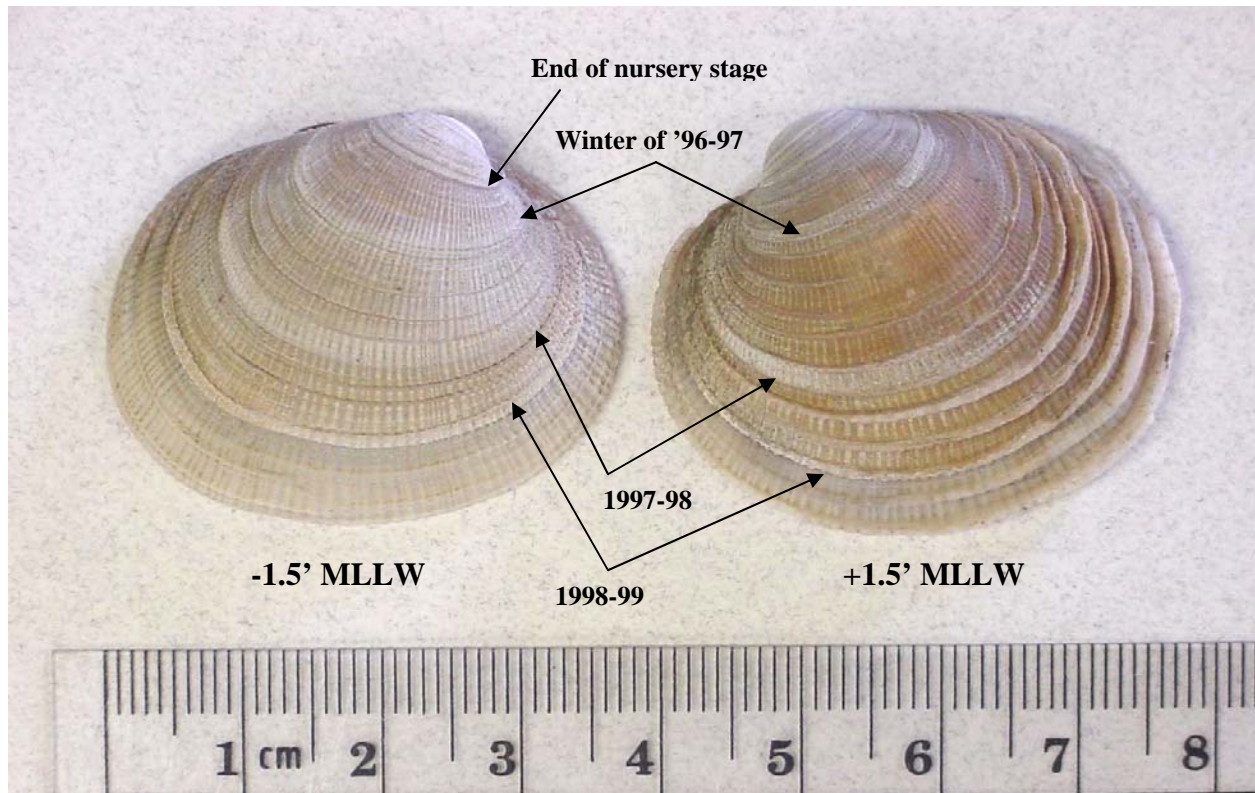 End of nursery stage
Winter of ’96-97
1997-98
-1.5’ MLLW
+1.5’ MLLW
1998-99
1 cm 2 3 4 5 6 7 8